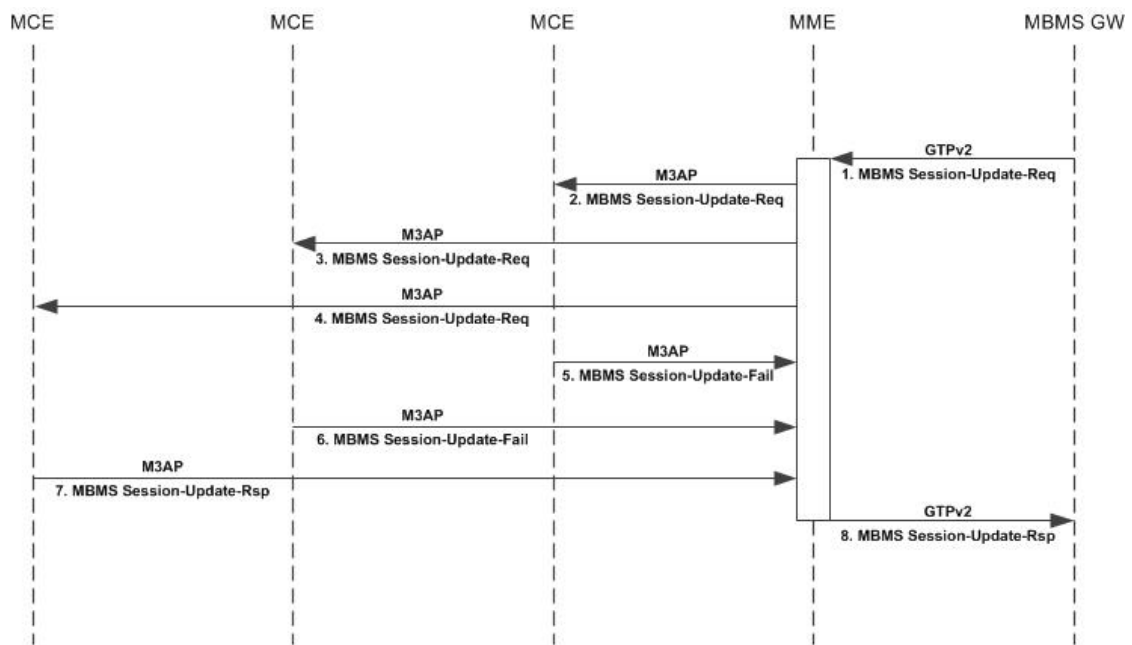 MCE MCE MCE MME MBMS GW
GTPv2
1. MBMS Session-Update-Req
M3AP
2. MBMS Session-Update-Req
M3AP
3. MBMS Session-Update-Req
M3AP
4. MBMS Session-Update-Req
M3AP
5. MBMS Session-Update-Fail
M3AP
6. MBMS Session-Update-Fail
M3AP
7. MBMS Session-Update-Rsp
GTPv2
8. MBMS Session-Update-Rsp